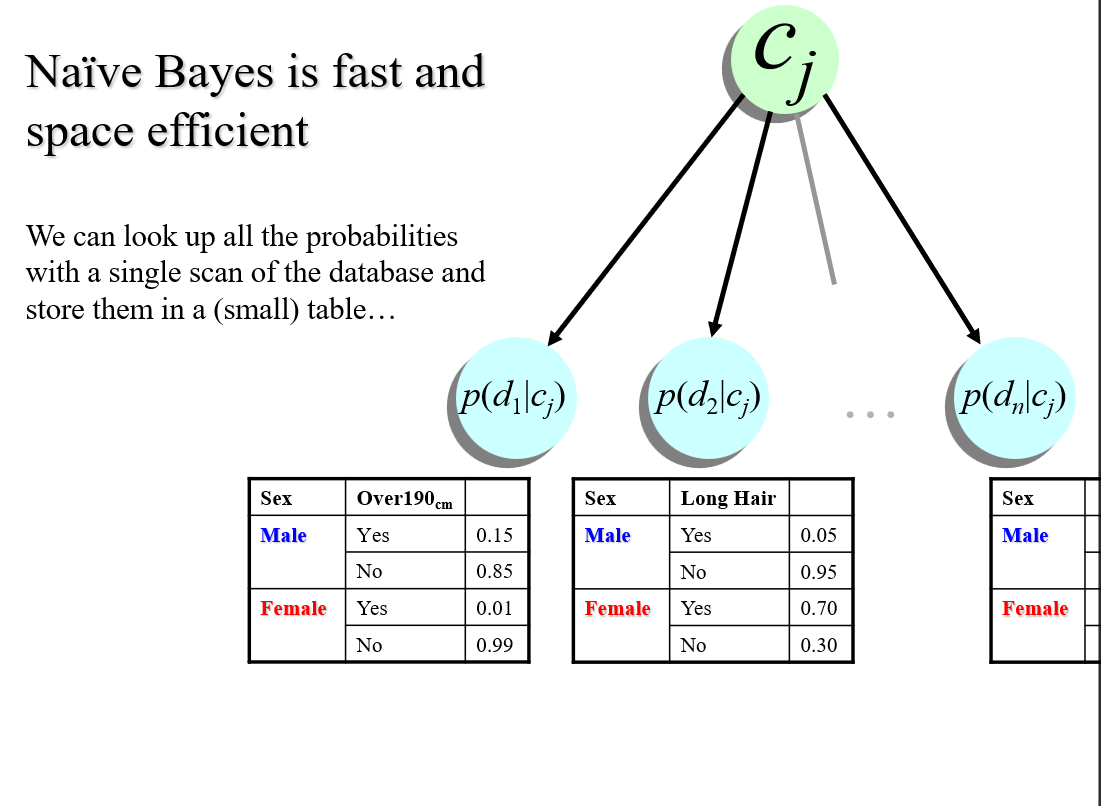 Naïve Bayes is fast and
space efficient
We can look up all the probabilities
with a single scan of the database and
store them in a (small) table…
cj
p(d1|cj) p(d2|cj) … p(dn|cj)
Sex Over190cm Sex Long Hair Sex
Male Yes 0.15 Male Yes 0.05 Male
No 0.85 No 0.95
Female Yes 0.01 Female Yes 0.70 Female
No 0.99 No 0.30